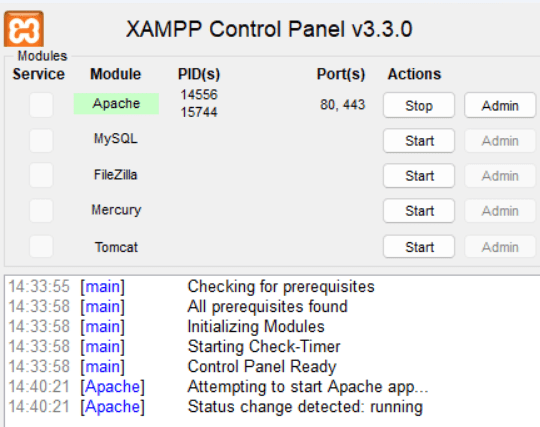 XAMPP Control Panel v3.3.0
Modules
Service Module PID(s) Port(s) Actions
Apache 14556 15744 80, 443 Stop Admin
MySQL Start Admin
FileZilla Start Admin
Mercury Start Admin
Tomcat Start Admin
14:33:55 [main] Checking for prerequisites
14:33:58 [main] All prerequisites found
14:33:58 [main] Initializing Modules
14:33:58 [main] Starting Check-Timer
14:33:58 [main] Control Panel Ready
14:40:21 [Apache] Attempting to start Apache app...
14:40:21 [Apache] Status change detected: running